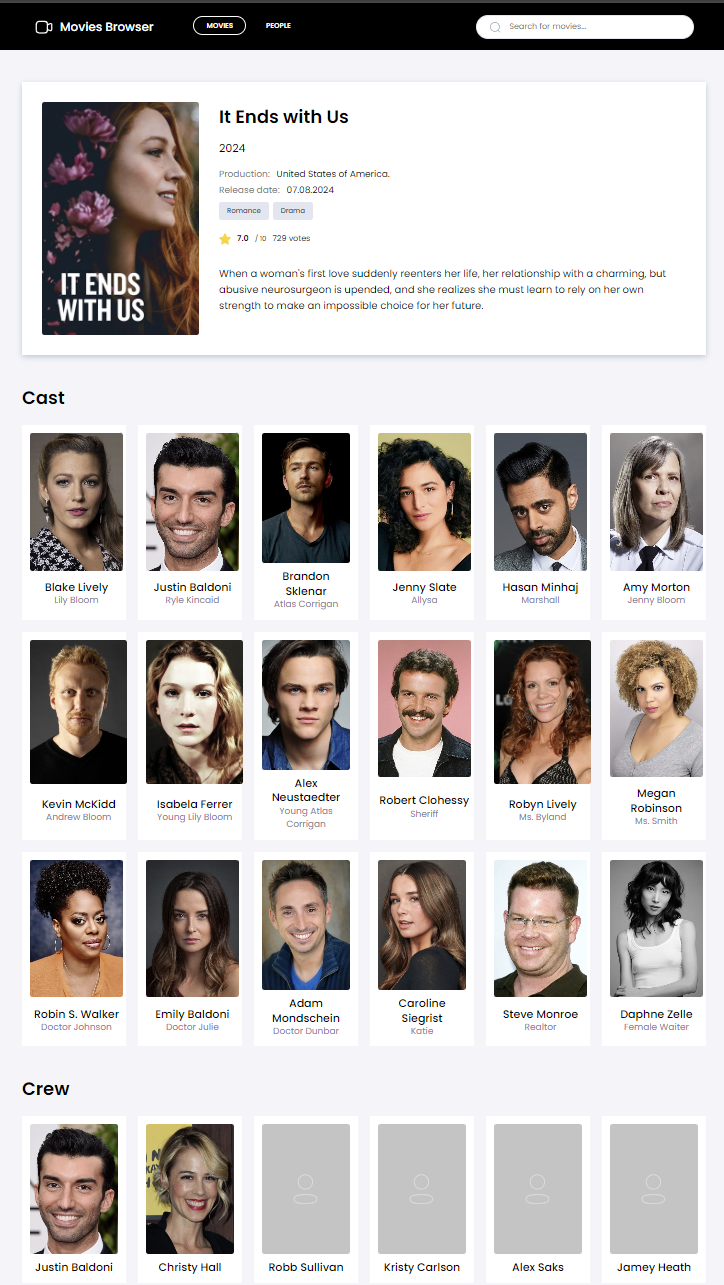 Movies Browser
MOVIES
PEOPLE
Search for movies...
IT ENDS
WITH US
It Ends with Us
2024
Production: United States of America.
Release date: 07.08.2024
Romance
Drama
7.0 / 10 729 votes
When a woman's first love suddenly reenters her life, her relationship with a charming, but
abusive neurosurgeon is upended, and she realizes she must learn to rely on her own
strength to make an impossible choice for her future.
Cast
Blake Lively
Lily Bloom
Justin Baldoni
Ryle Kincaid
Brandon
Sklenar
Atlas Corrigan
Jenny Slate
Allysa
Hasan Minhaj
Marshall
Amy Morton
Jenny Bloom
Kevin McKidd
Andrew Bloom
Isabela Ferrer
Young Lily Bloom
Alex
Neustaedter
Young Atlas
Corrigan
Robert Clohessy
Sheriff
Robyn Lively
Ms. Byland
Megan
Robinson
Ms. Smith
Robin S. Walker
Doctor Johnson
Emily Baldoni
Doctor Julie
Adam
Mondschein
Doctor Dunbar
Caroline
Siegrist
Katie
Steve Monroe
Realtor
Daphne Zelle
Female Waiter
Crew
Justin Baldoni
Christy Hall
Robb Sullivan
Kristy Carlson
Alex Saks
Jamey Heath